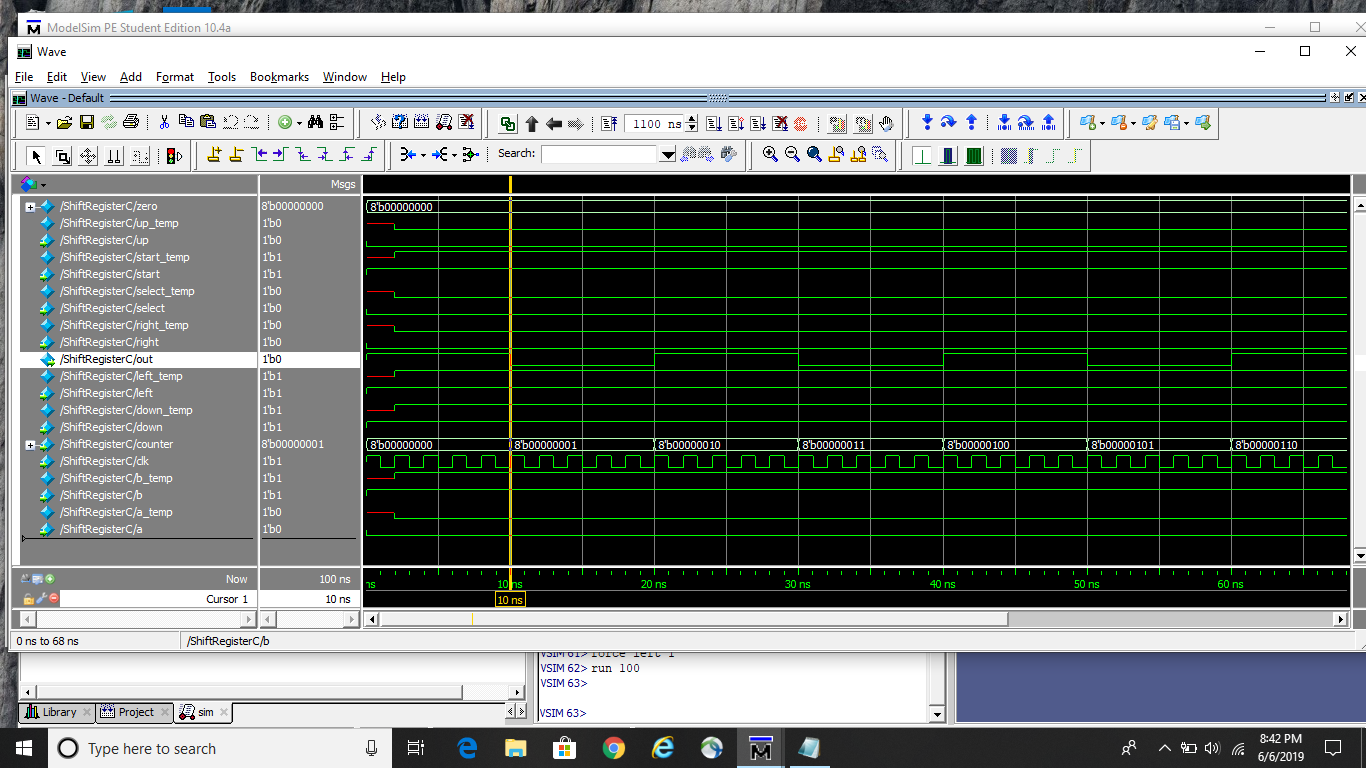 ModelSim PE Student Edition 10.4a
Wave
File Edit View Add Format Tools Bookmarks Window Help
Wave - Default
1100 ns
Search:
Msgs
/ShiftRegisterC/zero 8'b00000000 8'b00000000
/ShiftRegisterC/up_temp 1'b0
/ShiftRegisterC/up 1'b0
/ShiftRegisterC/start_temp 1'b1
/ShiftRegisterC/start 1'b1
/ShiftRegisterC/select_temp 1'b0
/ShiftRegisterC/select 1'b0
/ShiftRegisterC/right_temp 1'b0
/ShiftRegisterC/right 1'b0
/ShiftRegisterC/out 1'b0
/ShiftRegisterC/left_temp 1'b1
/ShiftRegisterC/left 1'b1
/ShiftRegisterC/down_temp 1'b1
/ShiftRegisterC/down 1'b1
/ShiftRegisterC/counter 8'b00000001 8'b00000000 8'b00000001 8'b00000010 8'b00000011 8'b00000100 8'b00000101 8'b00000110
/ShiftRegisterC/clk 1'b1
/ShiftRegisterC/b_temp 1'b1
/ShiftRegisterC/b 1'b1
/ShiftRegisterC/a_temp 1'b0
/ShiftRegisterC/a 1'b0
Now 100 ns ns 10 ns 20 ns 30 ns 40 ns 50 ns 60 ns
Cursor 1 10 ns 10 ns
0 ns to 68 ns /ShiftRegisterC/b
VSIM 61> force left 1
VSIM 62> run 100
VSIM 63>
VSIM 63>
Library Project sim
Type here to search
8:42 PM
6/6/2019